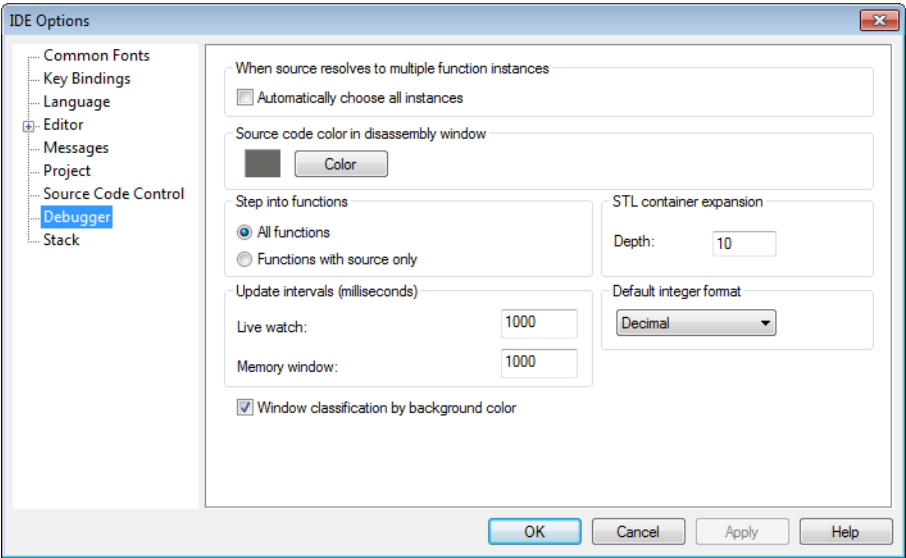 IDE Options
Common Fonts
Key Bindings
Language
Editor
Messages
Project
Source Code Control
Debugger
Stack
When source resolves to multiple function instances
Automatically choose all instances
Source code color in disassembly window
Color
Step into functions
All functions
Functions with source only
STL container expansion
Depth: 10
Update intervals (milliseconds)
Live watch: 1000
Memory window: 1000
Default integer format
Decimal
Window classification by background color
OK Cancel Apply Help